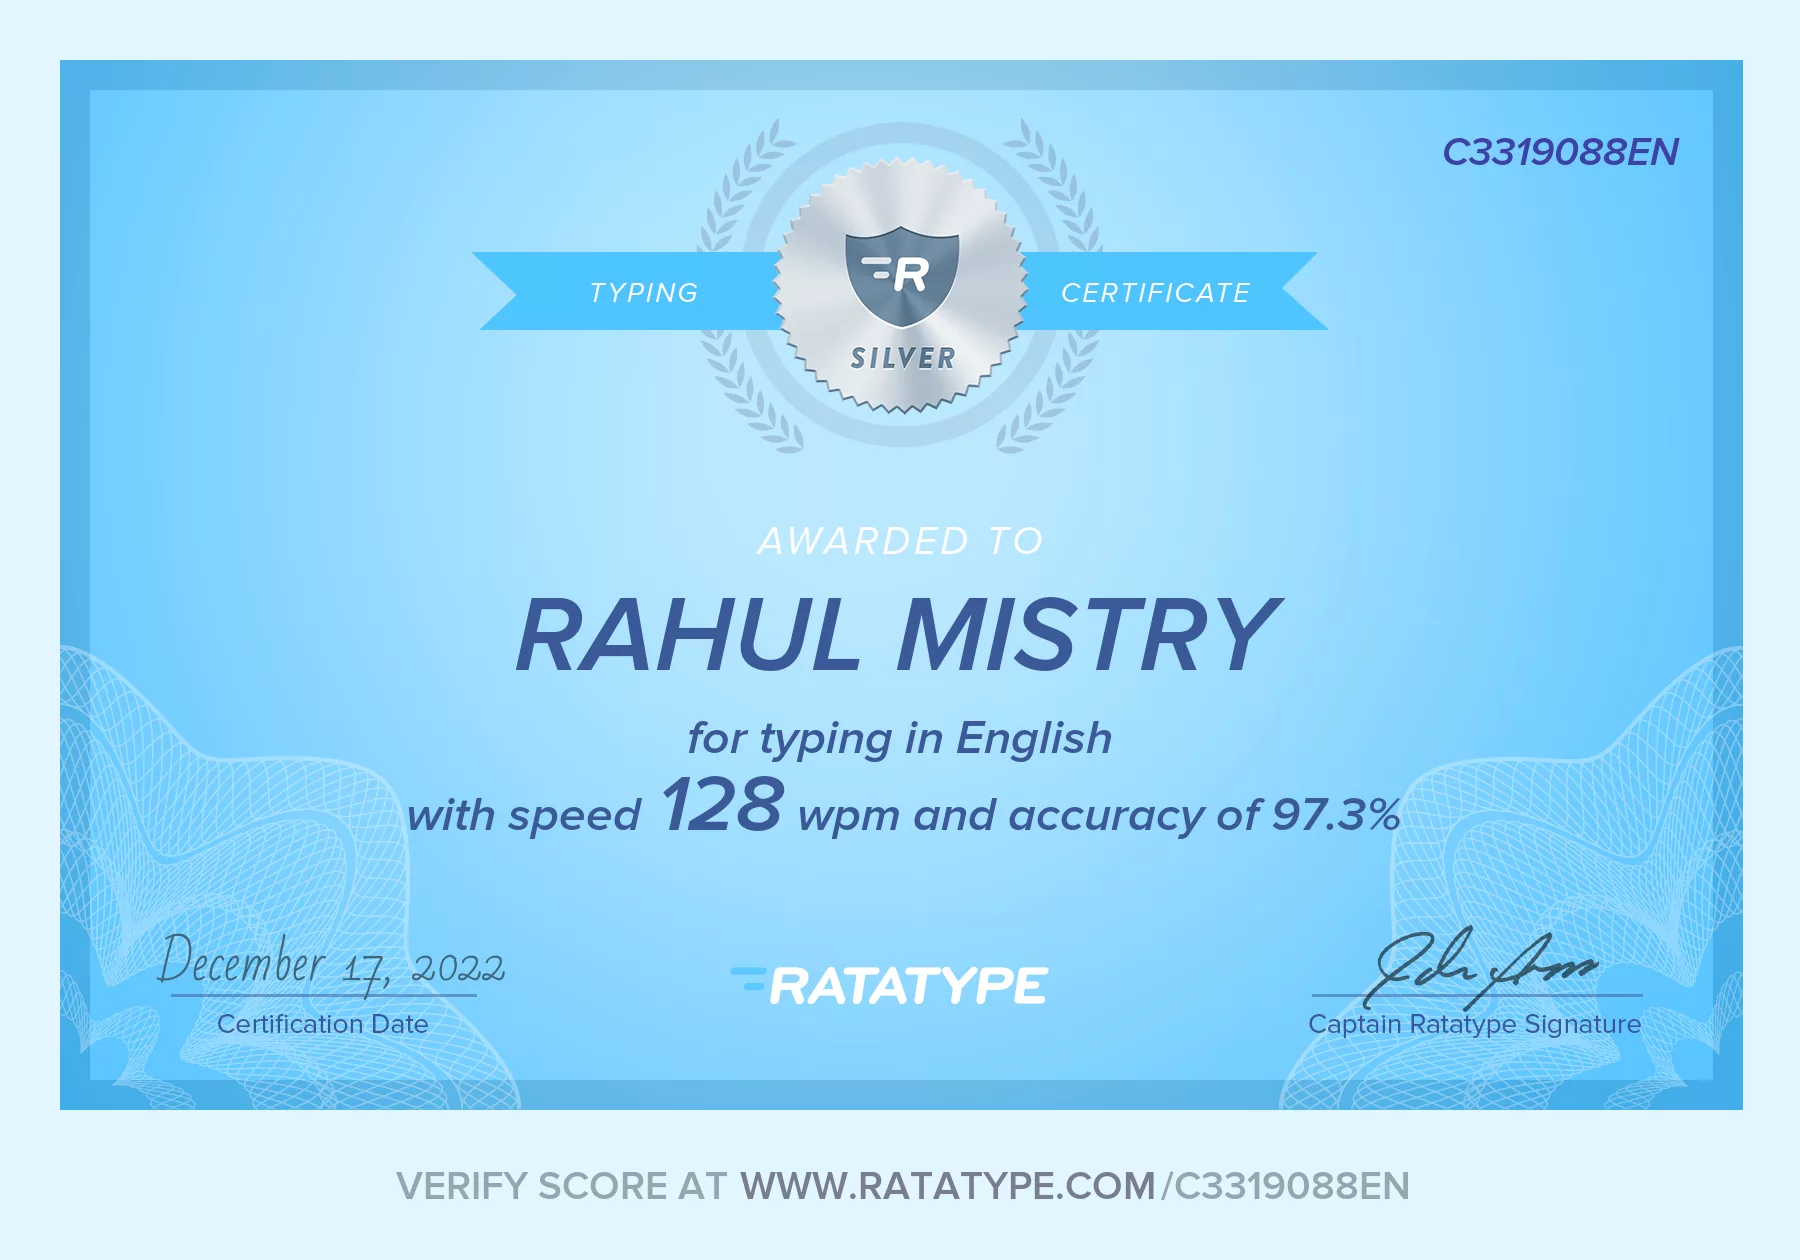 C3319088EN
TYPING
CERTIFICATE
R
SILVER
AWARDED TO
RAHUL MISTRY
for typing in English
with speed 128 wpm and accuracy of 97.3%
December 17, 2022
Certification Date
RATATYPE
Captain Ratatype Signature
VERIFY SCORE AT WWW.RATATYPE.COM/C3319088EN